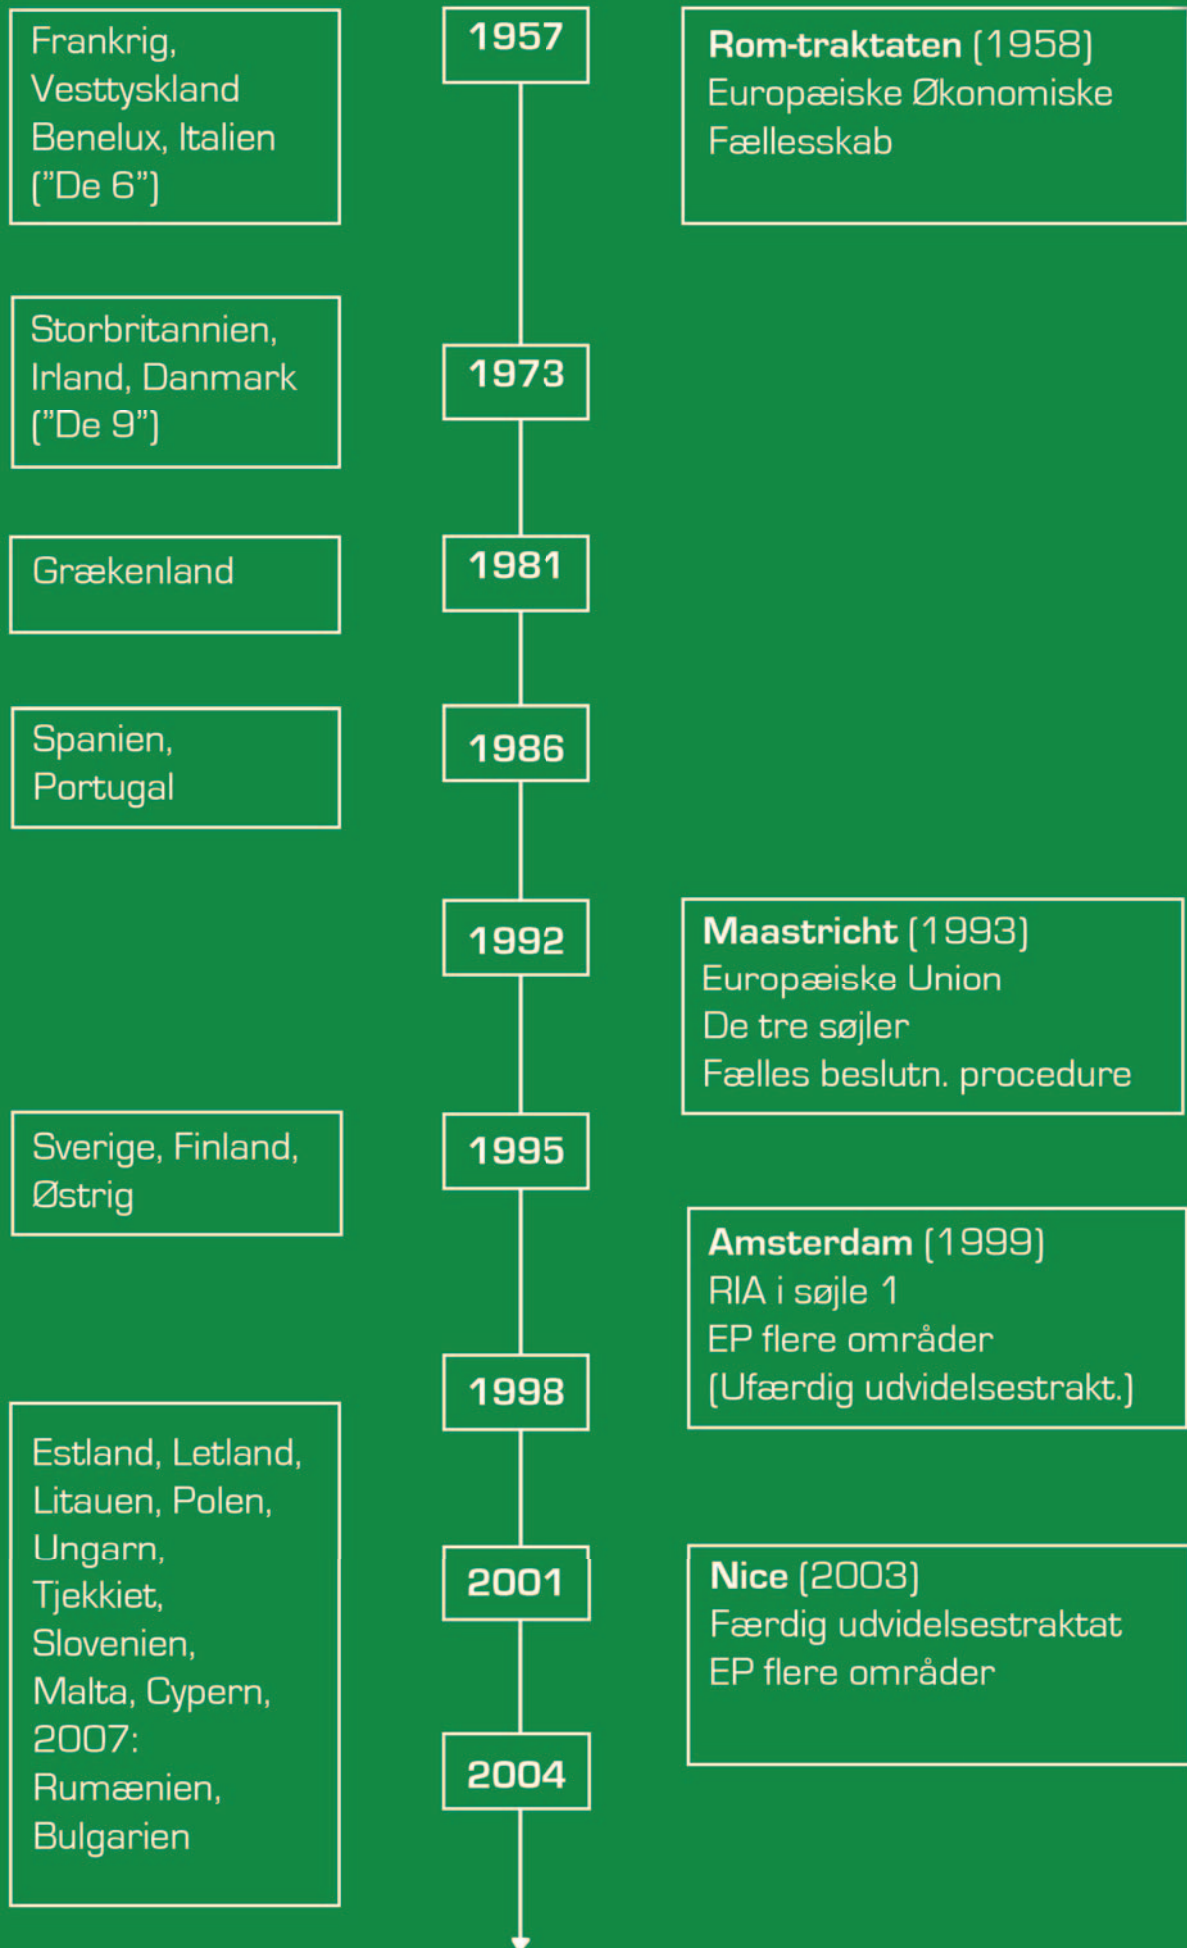 Frankrig,
Vesttyskland
Benelux, Italien
("De 6")
1957
Rom-traktaten (1958)
Europæiske Økonomiske
Fællesskab
Storbritannien,
Irland, Danmark
("De 9")
1973
Grækenland
1981
Spanien,
Portugal
1986
1992
Maastricht (1993)
Europæiske Union
De tre søjler
Fælles beslutn. procedure
Sverige, Finland,
Østrig
1995
Amsterdam (1999)
RIA i søjle 1
EP flere områder
(Ufærdig udvidelsestrakt.)
1998
Estland, Letland,
Litauen, Polen,
Ungarn,
Tjekkiet,
Slovenien,
Malta, Cypern,
2007:
Rumænien,
Bulgarien
2001
Nice (2003)
Færdig udvidelsestraktat
EP flere områder
2004